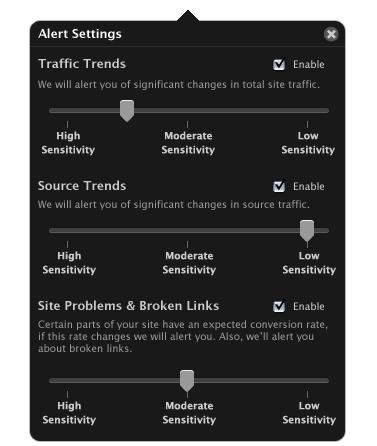 Alert Settings
Traffic Trends Enable
We will alert you of significant changes in total site traffic.
High Moderate Low
Sensitivity Sensitivity Sensitivity
Source Trends Enable
We will alert you of significant changes in source traffic.
High Moderate Low
Sensitivity Sensitivity Sensitivity
Site Problems & Broken Links Enable
Certain parts of your site have an expected conversion rate,
if this rate changes we will alert you. Also, we'll alert you
about broken links.
High Moderate Low
Sensitivity Sensitivity Sensitivity